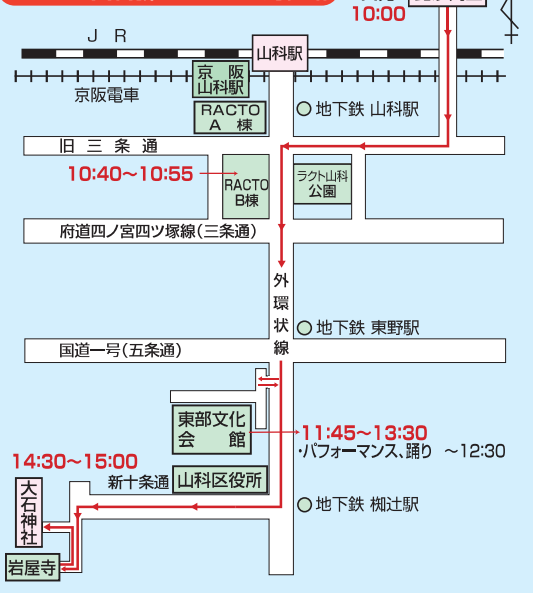 10:00
JR
山科駅
京阪
山科駅
京阪電車
RACTO
A 棟
地下鉄 山科駅
旧三条通
10:40〜10:55
RACTO
B棟
ラクト山科
公園
府道四ノ宮四ツ塚線(三条通)
外環状線
地下鉄 東野駅
国道一号(五条通)
東部文化
会館
11:45〜13:30
・パフォーマンス、踊り 〜12:30
14:30〜15:00
新十条通
山科区役所
大石神社
地下鉄 椥辻駅
岩屋寺